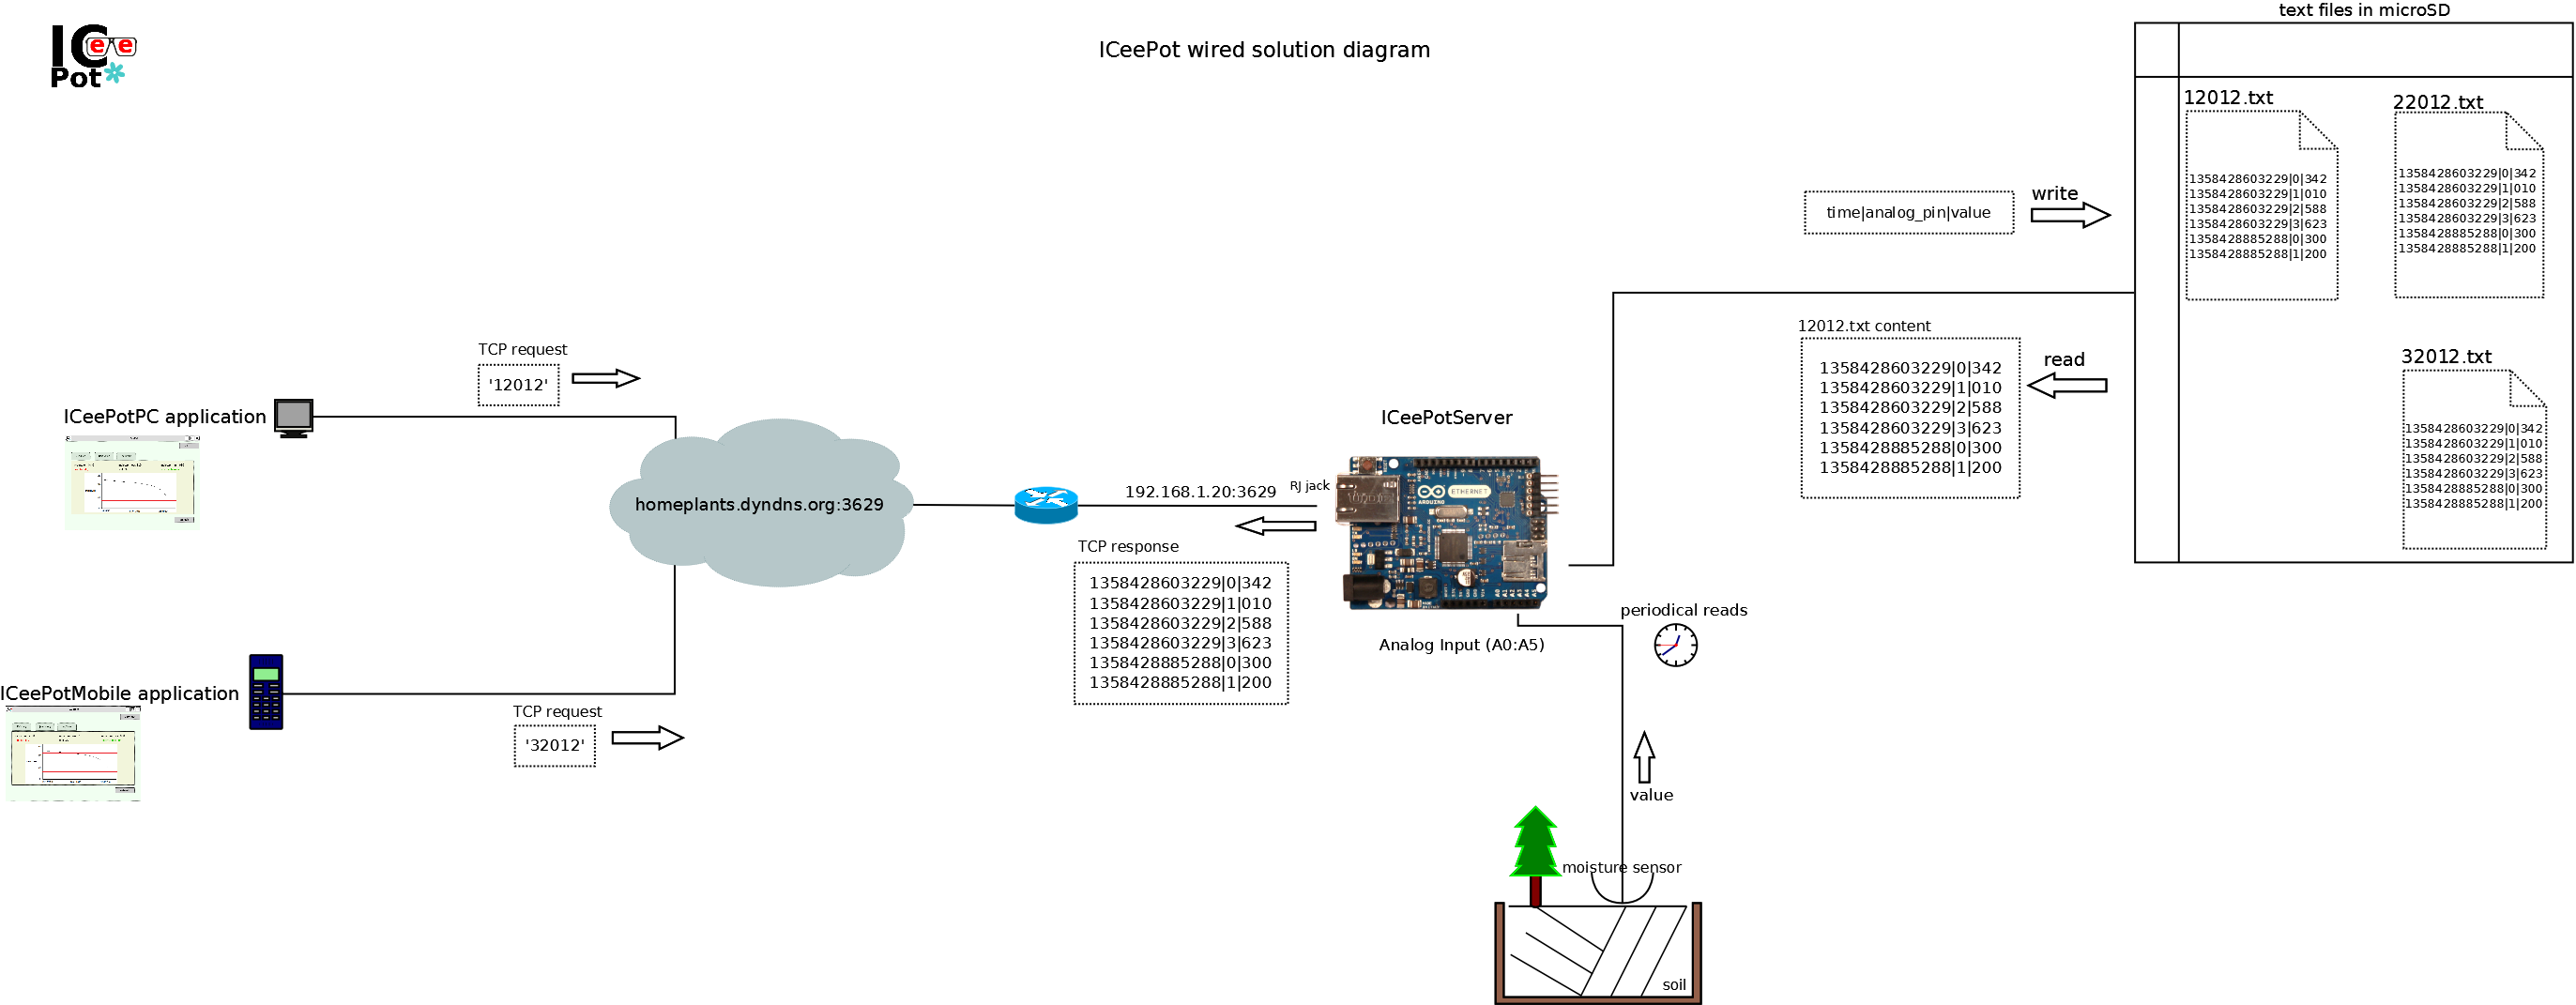 ICeePot wired solution diagram
IC ee
Pot
text files in microSD
12012.txt
1358428603229|0|342
1358428603229|1|010
1358428603229|2|588
1358428603229|3|623
1358428885288|0|300
1358428885288|1|200
22012.txt
1358428603229|0|342
1358428603229|1|010
1358428603229|2|588
1358428603229|3|623
1358428885288|0|300
1358428885288|1|200
32012.txt
1358428603229|0|342
1358428603229|1|010
1358428603229|2|588
1358428603229|3|623
1358428885288|0|300
1358428885288|1|200
time|analog_pin|value
write
12012.txt content
1358428603229|0|342
1358428603229|1|010
1358428603229|2|588
1358428603229|3|623
1358428885288|0|300
1358428885288|1|200
read
TCP request
'12012'
ICeePotPC application
homeplants.dyndns.org:3629
192.168.1.20:3629
RJ jack
ICeePotServer
ARDUINO
ETHERNET
TCP response
1358428603229|0|342
1358428603229|1|010
1358428603229|2|588
1358428603229|3|623
1358428885288|0|300
1358428885288|1|200
Analog Input (A0:A5)
periodical reads
ICeePotMobile application
TCP request
'32012'
value
moisture sensor
soil